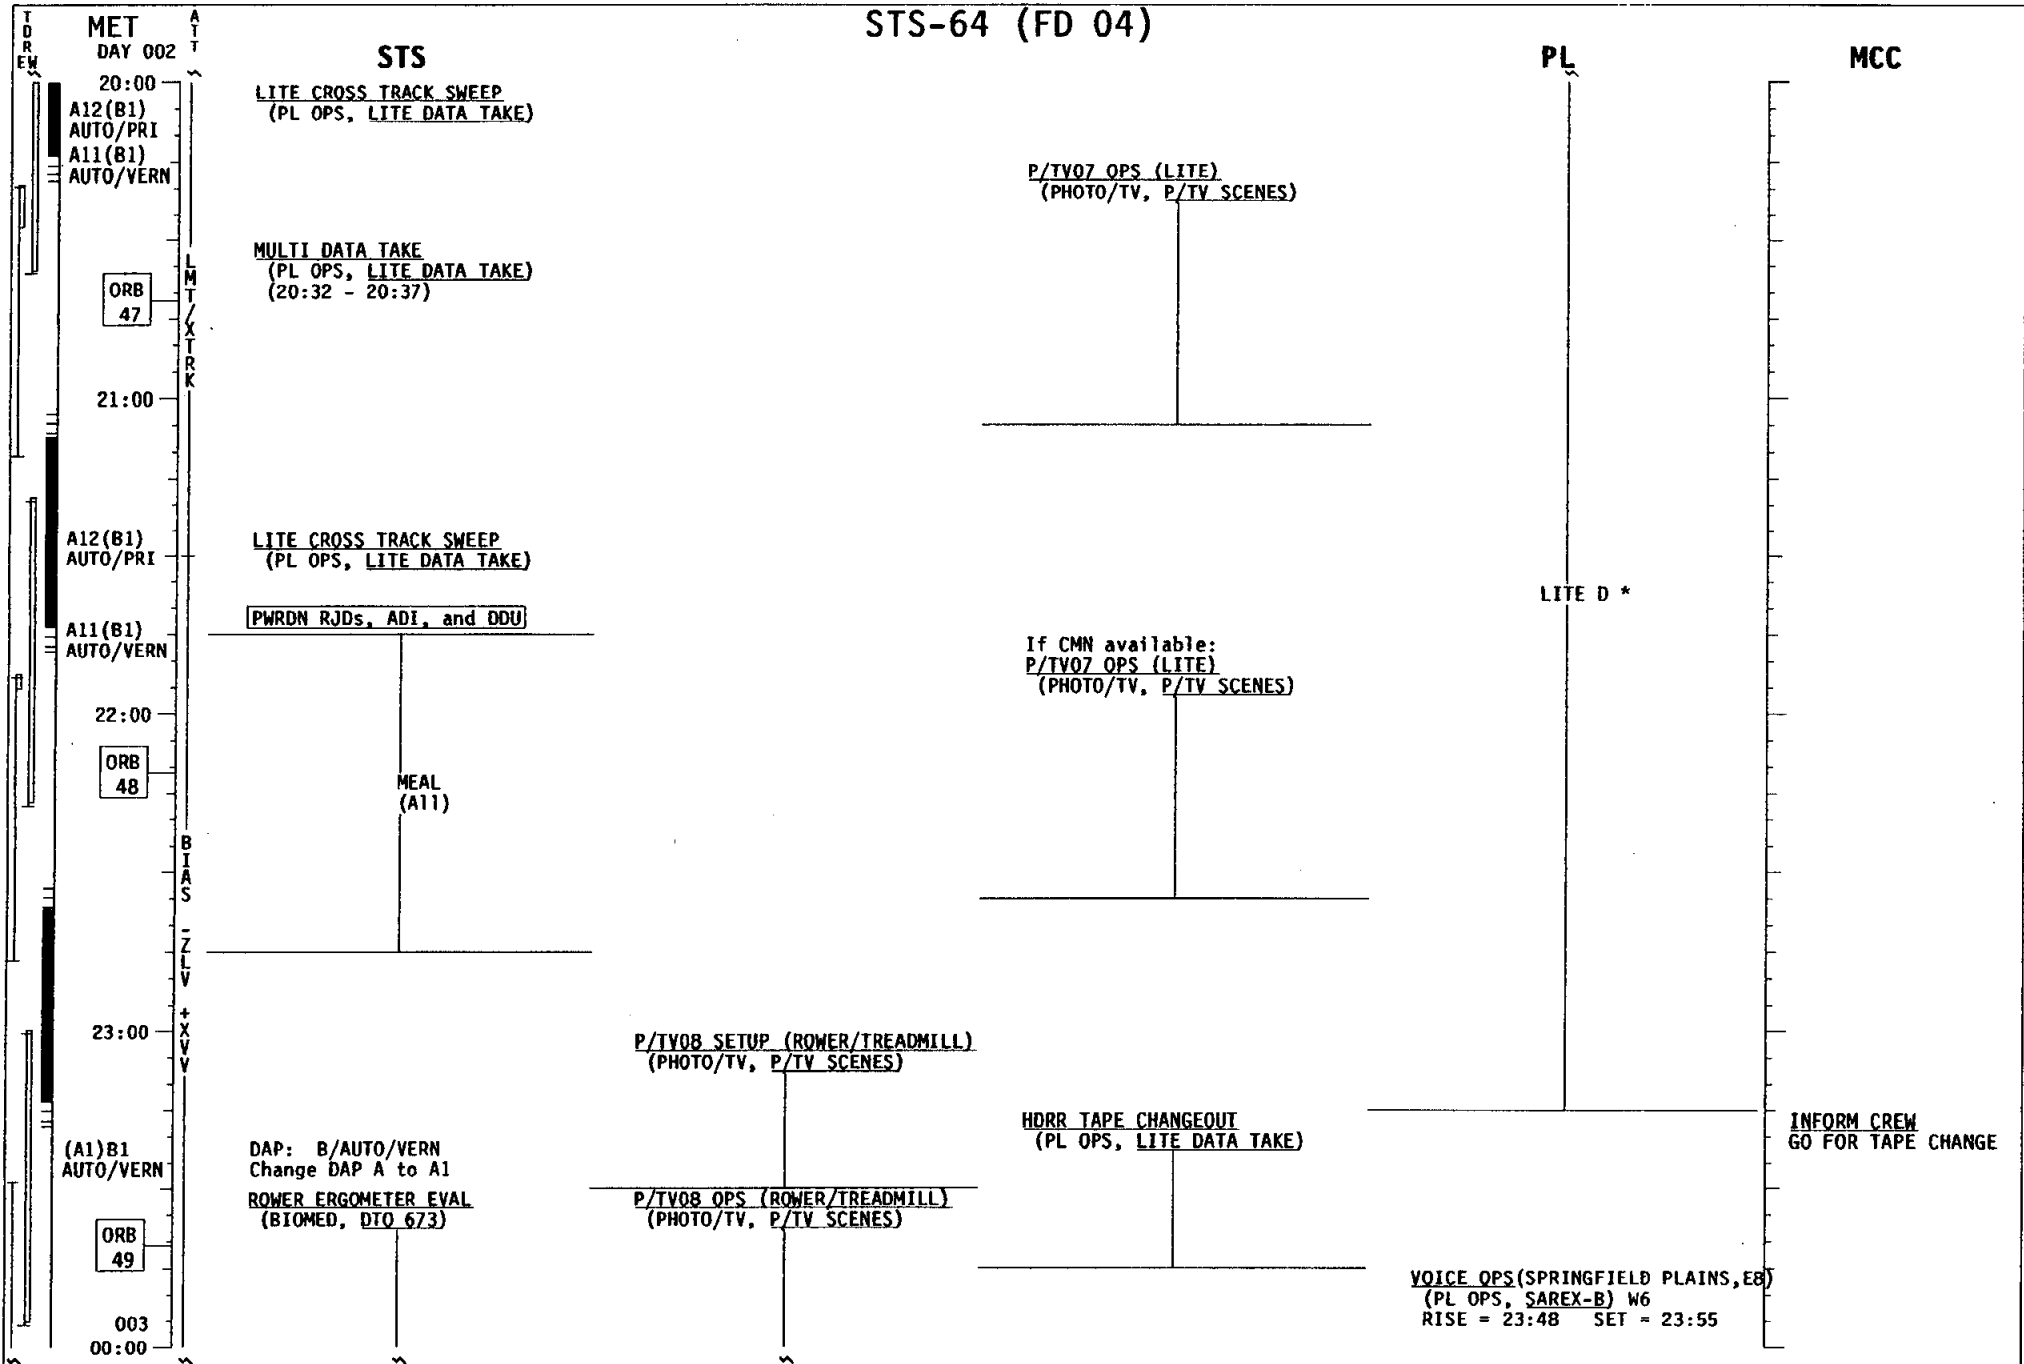 STS-64 (FD 04)
T
D
R
E W
MET
DAY 002
A
T
T
STS
PL
MCC
20:00
A12(B1)
AUTO/PRI
A11(B1)
AUTO/VERN
LITE CROSS TRACK SWEEP
(PL OPS, LITE DATA TAKE)
P/TV07 OPS (LITE)
(PHOTO/TV, P/TV SCENES)
MULTI DATA TAKE
(PL OPS, LITE DATA TAKE)
(20:32 - 20:37)
ORB
47
L
M
T
/
X
T
R
K
21:00
A12(B1)
AUTO/PRI
LITE CROSS TRACK SWEEP
(PL OPS, LITE DATA TAKE)
LITE D *
PWRDN RJDs, ADI, and DDU
A11(B1)
AUTO/VERN
If CMN available:
P/TV07 OPS (LITE)
(PHOTO/TV, P/TV SCENES)
22:00
ORB
48
MEAL
(All)
B
I
A
S
-
Z
L
V
+
X
V
V
23:00
P/TV08 SETUP (ROWER/TREADMILL)
(PHOTO/TV, P/TV SCENES)
HDRR TAPE CHANGEOUT
(PL OPS, LITE DATA TAKE)
INFORM CREW
GO FOR TAPE CHANGE
(A1)B1
AUTO/VERN
DAP: B/AUTO/VERN
Change DAP A to A1
ROWER ERGOMETER EVAL
(BIOMED, DTO 673)
P/TV08 OPS (ROWER/TREADMILL)
(PHOTO/TV, P/TV SCENES)
ORB
49
VOICE OPS(SPRINGFIELD PLAINS,E8)
(PL OPS, SAREX-B) W6
RISE = 23:48 SET = 23:55
003
00:00